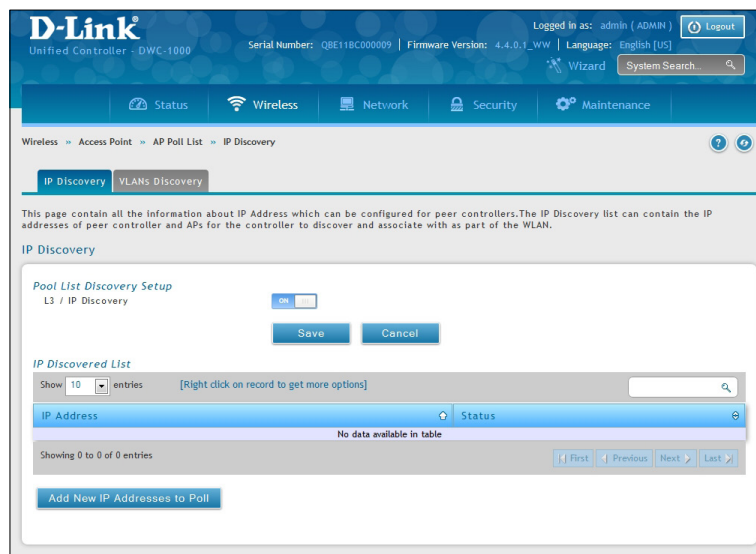 D-Link
Logged in as: admin ( ADMIN ) Logout
Unified Controller - DWC-1000
Serial Number: QBE11BC000009 | Firmware Version: 4.4.0.1_WW | Language: English [US]
Wizard System Search...
Status Wireless Network Security Maintenance
Wireless » Access Point » AP Poll List » IP Discovery
IP Discovery VLANs Discovery
This page contain all the information about IP Address which can be configured for peer controllers.The IP Discovery list can contain the IP
addresses of peer controller and APs for the controller to discover and associate with as part of the WLAN.
IP Discovery
Pool List Discovery Setup
L3 / IP Discovery ON
Save Cancel
IP Discovered List
Show 10 entries [Right click on record to get more options]
IP Address Status
No data available in table
Showing 0 to 0 of 0 entries First Previous Next Last
Add New IP Addresses to Poll